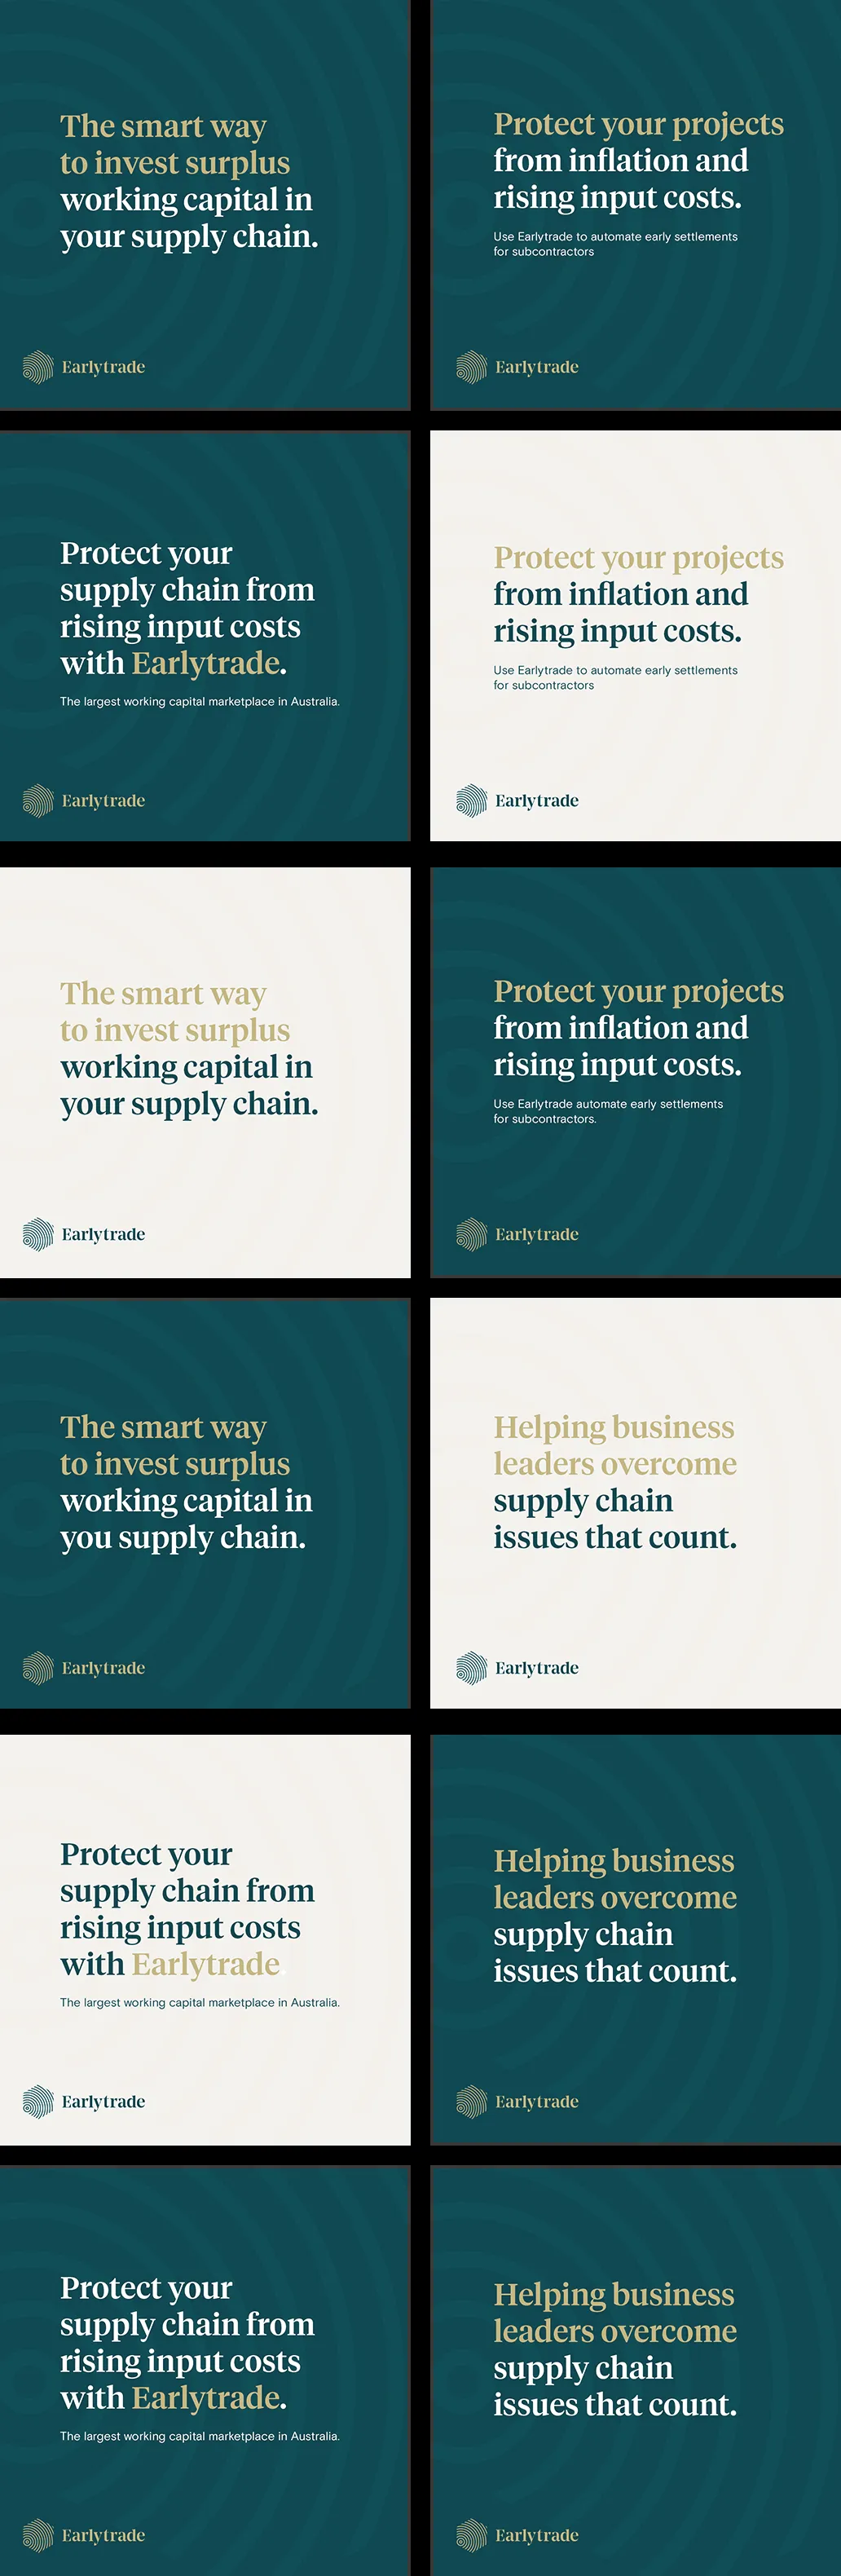 The smart way
to invest surplus
working capital in
your supply chain.
Earlytrade
Protect your projects
from inflation and
rising input costs.
Use Earlytrade to automate early settlements
for subcontractors
Earlytrade
Protect your
supply chain from
rising input costs
with Earlytrade.
The largest working capital marketplace in Australia.
Earlytrade
Protect your projects
from inflation and
rising input costs.
Use Earlytrade to automate early settlements
for subcontractors
Earlytrade
The smart way
to invest surplus
working capital in
your supply chain.
Earlytrade
Protect your projects
from inflation and
rising input costs.
Use Earlytrade automate early settlements
for subcontractors.
Earlytrade
The smart way
to invest surplus
working capital in
you supply chain.
Earlytrade
Helping business
leaders overcome
supply chain
issues that count.
Earlytrade
Protect your
supply chain from
rising input costs
with Earlytrade.
The largest working capital marketplace in Australia.
Earlytrade
Helping business
leaders overcome
supply chain
issues that count.
Earlytrade
Protect your
supply chain from
rising input costs
with Earlytrade.
The largest working capital marketplace in Australia.
Earlytrade
Helping business
leaders overcome
supply chain
issues that count.
Earlytrade